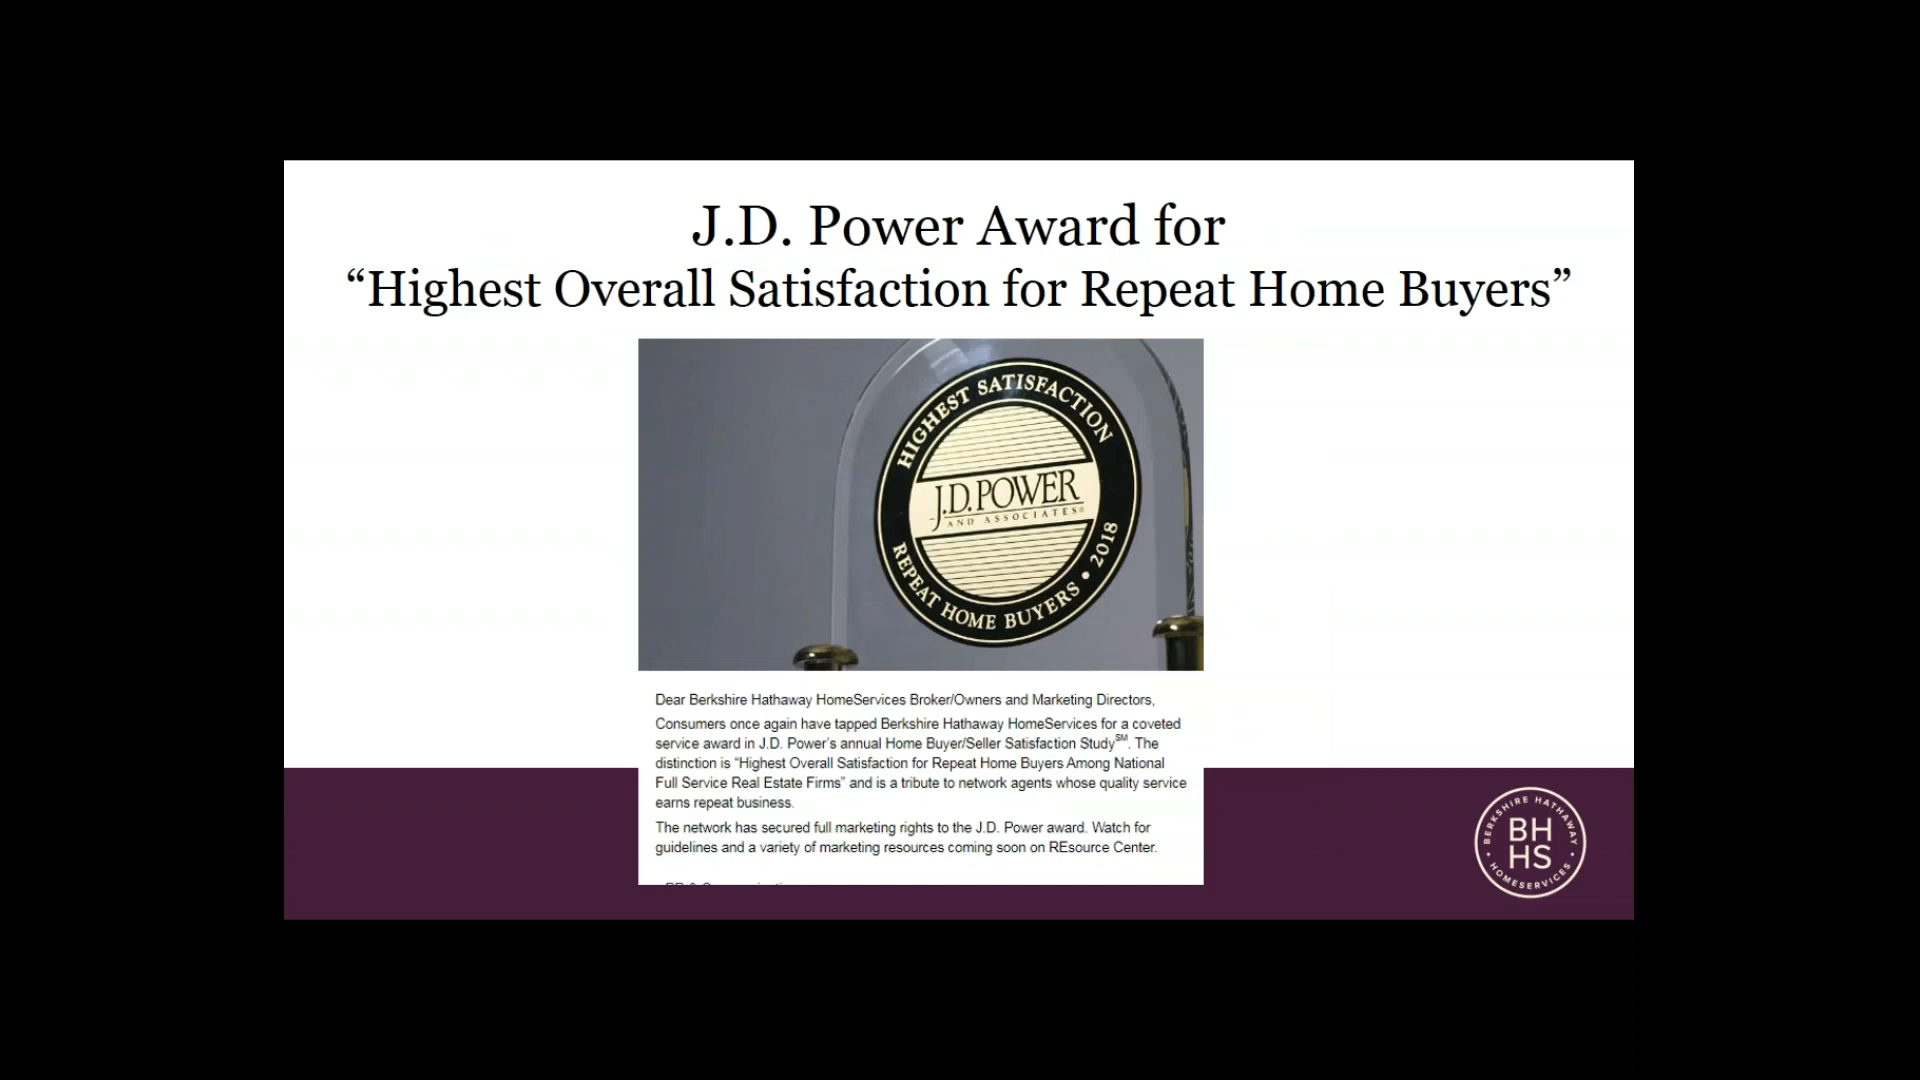 J.D. Power Award for
“Highest Overall Satisfaction for Repeat Home Buyers”
HIGHEST SATISFACTION
J.D. POWER
AND ASSOCIATES®
REPEAT HOME BUYERS • 2018
Dear Berkshire Hathaway HomeServices Broker/Owners and Marketing Directors,
Consumers once again have tapped Berkshire Hathaway HomeServices for a coveted
service award in J.D. Power’s annual Home Buyer/Seller Satisfaction Study℠. The
distinction is “Highest Overall Satisfaction for Repeat Home Buyers Among National
Full Service Real Estate Firms” and is a tribute to network agents whose quality service
earns repeat business.
The network has secured full marketing rights to the J.D. Power award. Watch for
guidelines and a variety of marketing resources coming soon on REsource Center.
BERKSHIRE HATHAWAY
BH
HS
HOMESERVICES